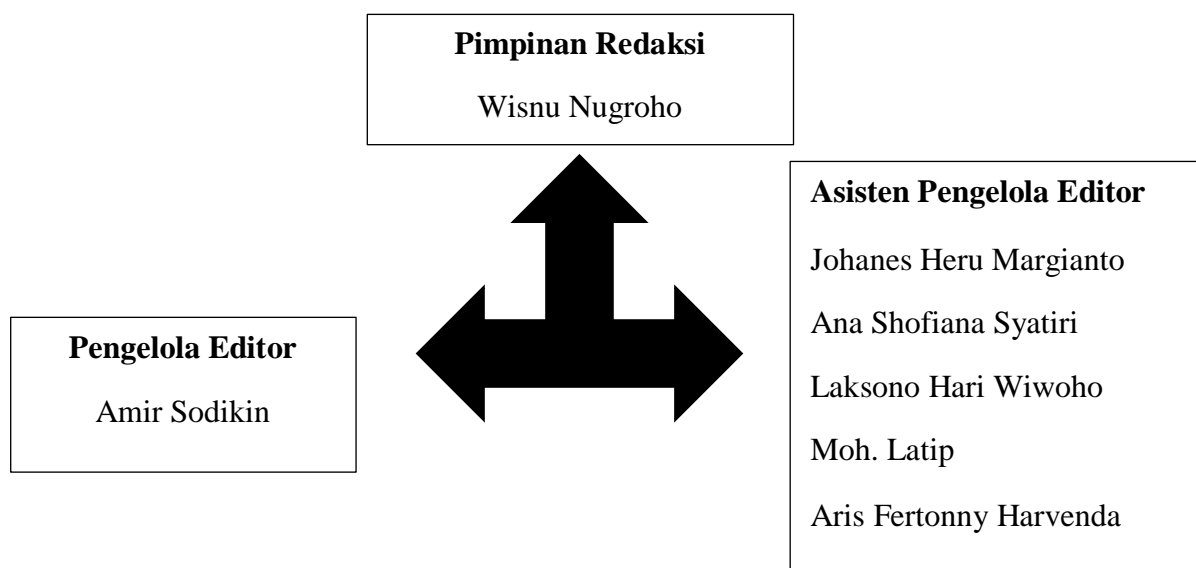 Pimpinan Redaksi
Wisnu Nugroho
Pengelola Editor
Amir Sodikin
Asisten Pengelola Editor
Johanes Heru Margianto
Ana Shofiana Syatiri
Laksono Hari Wiwoho
Moh. Latip
Aris Fertonny Harvenda